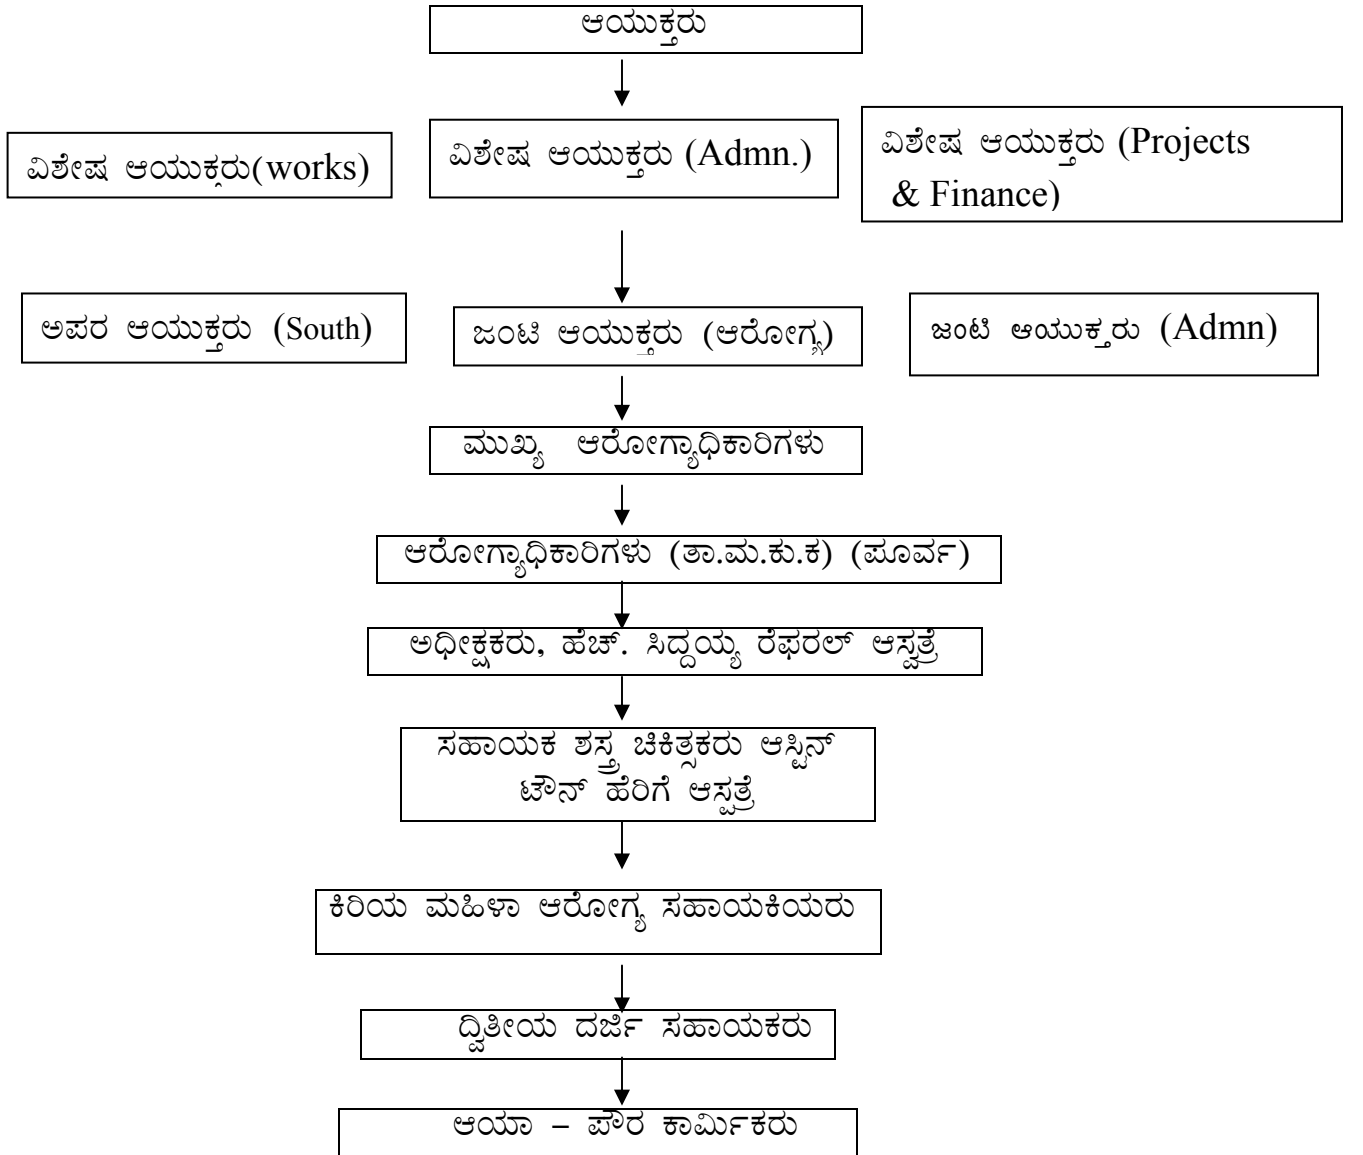 ಆಯುಕ್ತರು
ವಿಶೇಷ ಆಯುಕ್ತರು(works)
ವಿಶೇಷ ಆಯುಕ್ತರು (Admn.)
ವಿಶೇಷ ಆಯುಕ್ತರು (Projects
& Finance)
ಅಪರ ಆಯುಕ್ತರು (South)
ಜಂಟಿ ಆಯುಕ್ತರು (ಆರೋಗ್ಯ)
ಜಂಟಿ ಆಯುಕ್ತರು (Admn)
ಮುಖ್ಯ ಆರೋಗ್ಯಾಧಿಕಾರಿಗಳು
ಆರೋಗ್ಯಾಧಿಕಾರಿಗಳು (ತಾ.ಮ.ಕು.ಕ) (ಪೂರ್ವ)
ಅಧೀಕ್ಷಕರು, ಹೆಚ್. ಸಿದ್ದಯ್ಯ ರೆಫರಲ್ ಆಸ್ಪತ್ರೆ
ಸಹಾಯಕ ಶಸ್ತ್ರ ಚಿಕಿತ್ಸಕರು ಆಸ್ಟಿನ್
ಟೌನ್ ಹೆರಿಗೆ ಆಸ್ಪತ್ರೆ
ಕಿರಿಯ ಮಹಿಳಾ ಆರೋಗ್ಯ ಸಹಾಯಕಿಯರು
ದ್ವಿತೀಯ ದರ್ಜೆ ಸಹಾಯಕರು
ಆಯಾ – ಪೌರ ಕಾರ್ಮಿಕರು